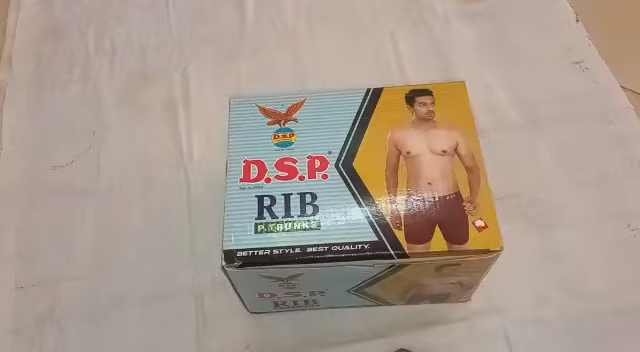 D.S.P.
D.S.P.®
RIB
P.TRUNKS
BETTER STYLE. BEST QUALITY.
D.S.P.
RIB